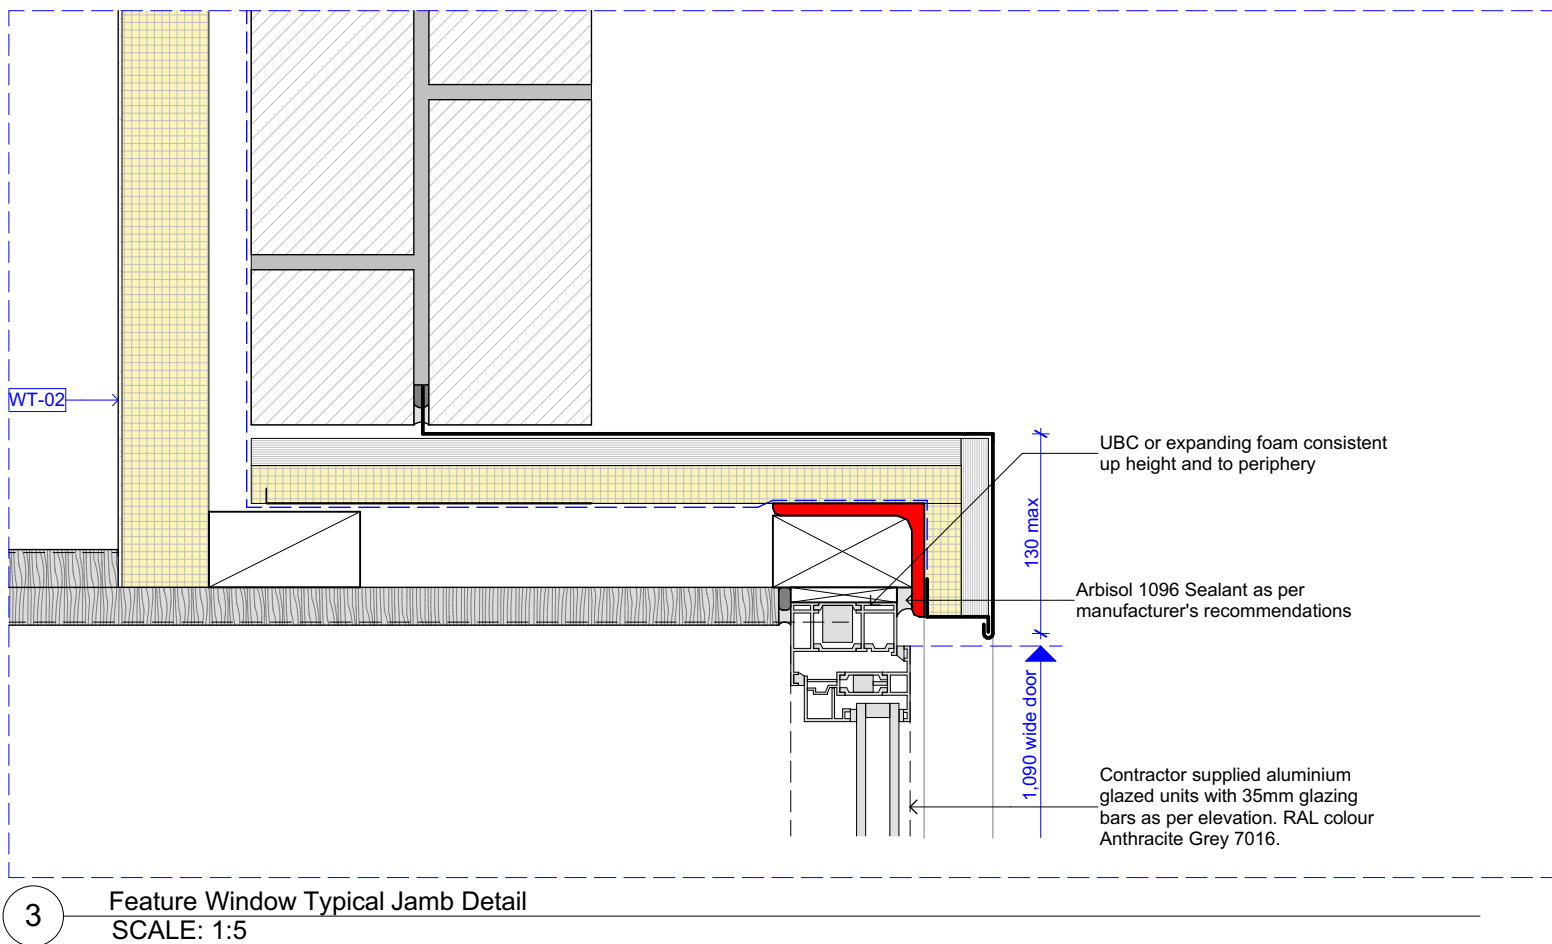 WT-02
UBC or expanding foam consistent
up height and to periphery
130 max
Arbisol 1096 Sealant as per
manufacturer's recommendations
1,090 wide door
Contractor supplied aluminium
glazed units with 35mm glazing
bars as per elevation. RAL colour
Anthracite Grey 7016.
3
Feature Window Typical Jamb Detail
SCALE: 1:5